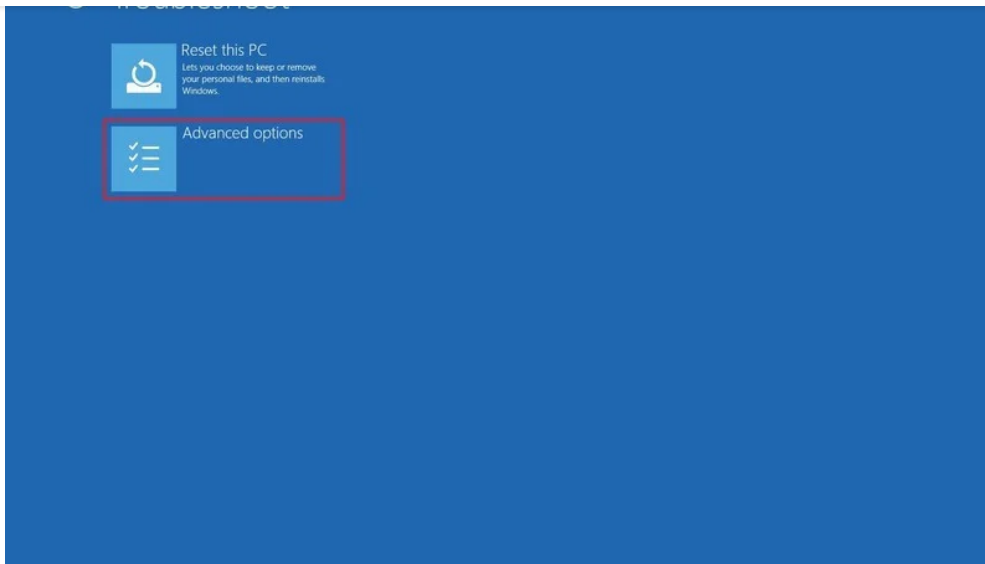 Troubleshoot
Reset this PC
Lets you choose to keep or remove
your personal files, and then reinstalls
Windows.
Advanced options